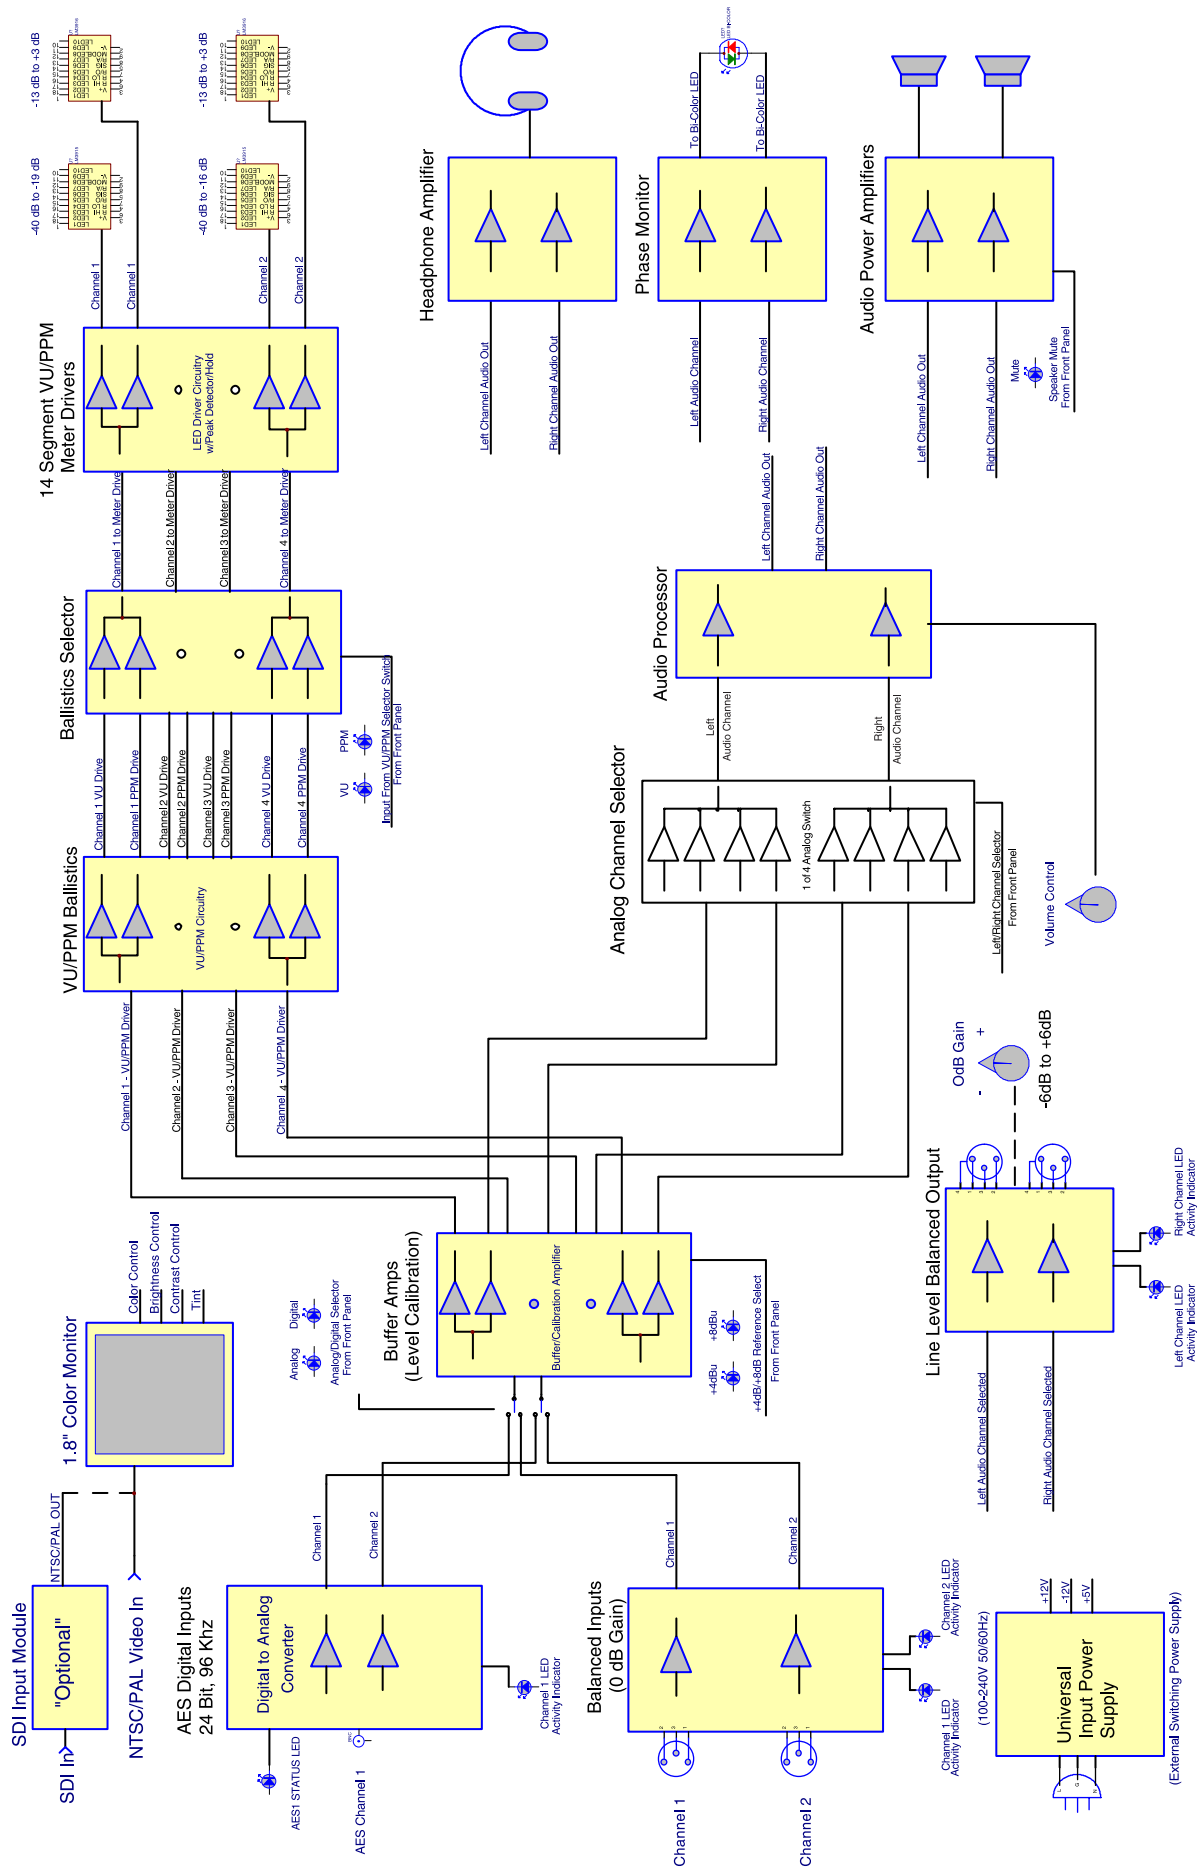 SDI Input Module
"Optional"
SDI In
NTSC/PAL OUT
NTSC/PAL Video In
1.8" Color Monitor
Color Control
Brightness Control
Contrast Control
Tint
AES Digital Inputs
24 Bit, 96 Khz
Digital to Analog
Converter
AES1 STATUS LED
AES Channel 1
BNC
Channel 1 LED
Activity Indicator
Channel 1
Channel 2
Balanced Inputs
(0 dB Gain)
Channel 1
Channel 2
Channel 1
Channel 2
Channel 1 LED
Activity Indicator
Channel 2 LED
Activity Indicator
(100-240V 50/60Hz)
Universal
Input Power
Supply
+12V
-12V
+5V
L
G
N
(External Switching Power Supply)
Analog
Digital
Analog/Digital Selector
From Front Panel
Buffer Amps
(Level Calibration)
Buffer/Calibration Amplifier
+4dBu
+8dBu
+4dB/+8dB Reference Select
From Front Panel
Line Level Balanced Output
Left Audio Channel Selected
Right Audio Channel Selected
Left Channel LED
Activity Indicator
Right Channel LED
Activity Indicator
OdB Gain
-
+
-6dB to +6dB
Channel 1 - VU/PPM Driver
Channel 2 - VU/PPM Driver
Channel 3 - VU/PPM Driver
Channel 4 - VU/PPM Driver
VU/PPM Ballistics
VU/PPM Circuitry
Channel 1 VU Drive
Channel 1 PPM Drive
Channel 2 VU Drive
Channel 2 PPM Drive
Channel 3 VU Drive
Channel 3 PPM Drive
Channel 4 VU Drive
Channel 4 PPM Drive
Ballistics Selector
VU
PPM
Input From VU/PPM Selector Switch
From Front Panel
Channel 1 to Meter Driver
Channel 2 to Meter Driver
Channel 3 to Meter Driver
Channel 4 to Meter Driver
14 Segment VU/PPM
Meter Drivers
LED Driver Circuitry
w/Peak Detector/Hold
Channel 1
Channel 1
Channel 2
Channel 2
-40 dB to -19 dB
-13 dB to +3 dB
-40 dB to -16 dB
-13 dB to +3 dB
Analog Channel Selector
1 of 4 Analog Switch
Left/Right Channel Selector
From Front Panel
Left
Audio Channel
Right
Audio Channel
Audio Processor
Volume Control
Left Channel Audio Out
Right Channel Audio Out
Headphone Amplifier
Left Channel Audio Out
Right Channel Audio Out
Phase Monitor
Left Audio Channel
Right Audio Channel
To Bi-Color LED
To Bi-Color LED
Audio Power Amplifiers
Left Channel Audio Out
Right Channel Audio Out
Mute
Speaker Mute
From Front Panel